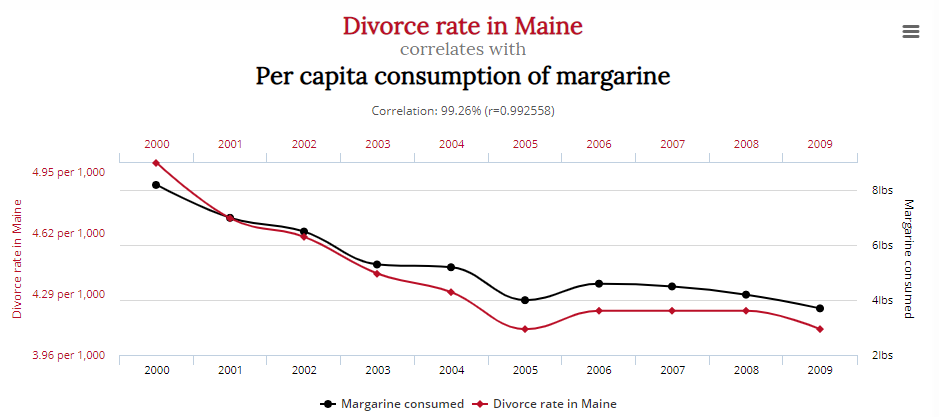 Divorce rate in Maine
correlates with
Per capita consumption of margarine
Correlation: 99.26% (r=0.992558)
2000 2001 2002 2003 2004 2005 2006 2007 2008 2009
Divorce rate in Maine
4.95 per 1,000
4.62 per 1,000
4.29 per 1,000
3.96 per 1,000
8lbs
6lbs
4lbs
2lbs
Margarine consumed
2000 2001 2002 2003 2004 2005 2006 2007 2008 2009
Margarine consumed Divorce rate in Maine